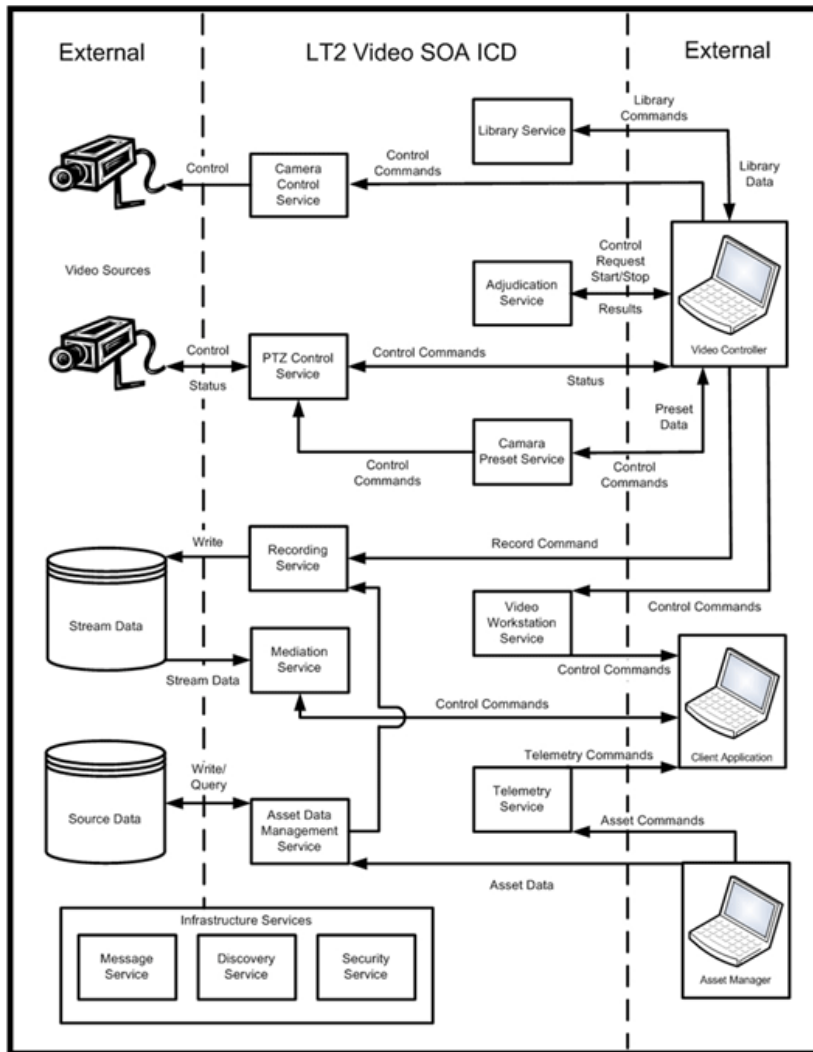 External
LT2 Video SOA ICD
External
Library
Commands
Library Service
Control
Control
Commands
Camera
Control
Service
Library
Data
Video Sources
Control
Request
Start/Stop
Adjudication
Service
Results
Video Controller
Control
Status
PTZ Control
Service
Control Commands
Status
Preset
Data
Camara
Preset Service
Control
Commands
Control
Commands
Write
Recording
Service
Record Command
Stream Data
Video
Workstation
Service
Control Commands
Mediation
Service
Stream Data
Control Commands
Control Commands
Client Application
Telemetry Commands
Write/
Query
Source Data
Asset Data
Management
Service
Telemetry
Service
Asset Commands
Asset Data
Asset Manager
Infrastructure Services
Message
Service
Discovery
Service
Security
Service